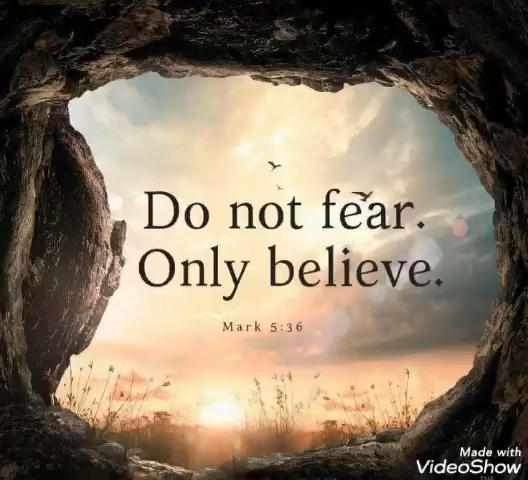 Do not fear.
Only believe.
Mark 5:36
Made with
VideoShow